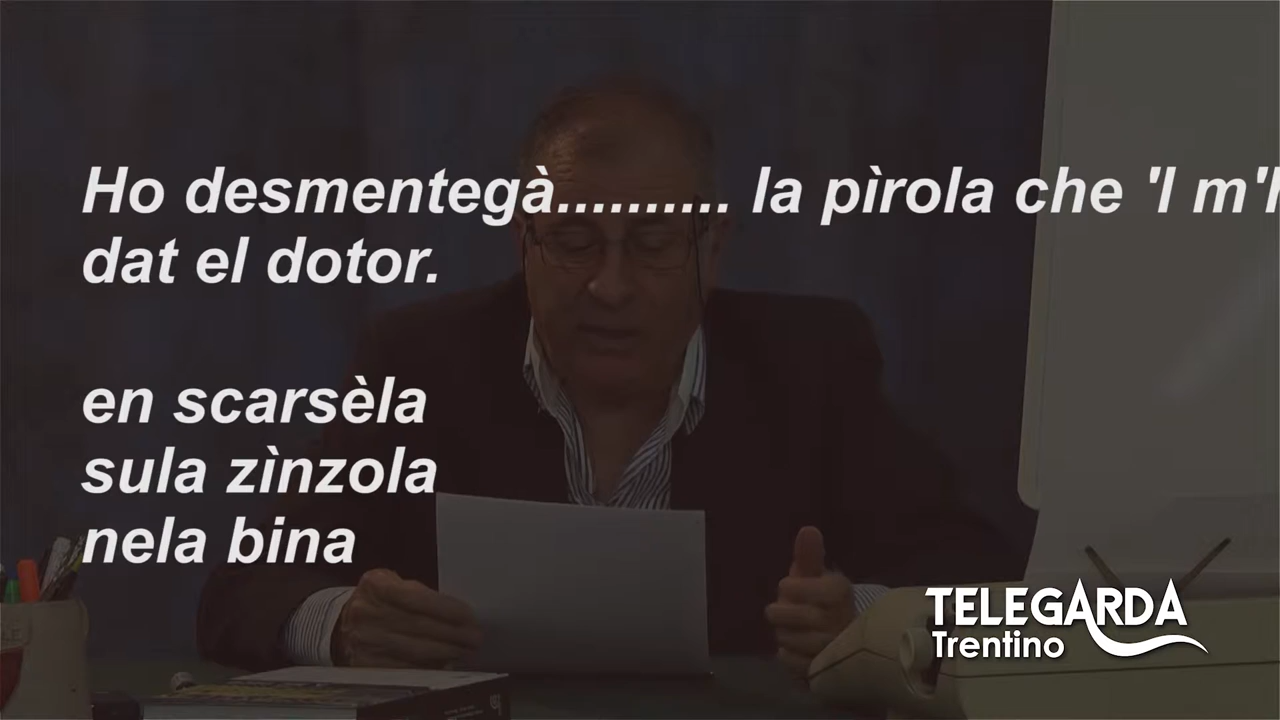 Ho desmentegà.......... la pìrola che 'l
dat el dotor.
en scarsèla
sula zìnzola
nela bina
TELEGARDA
Trentino